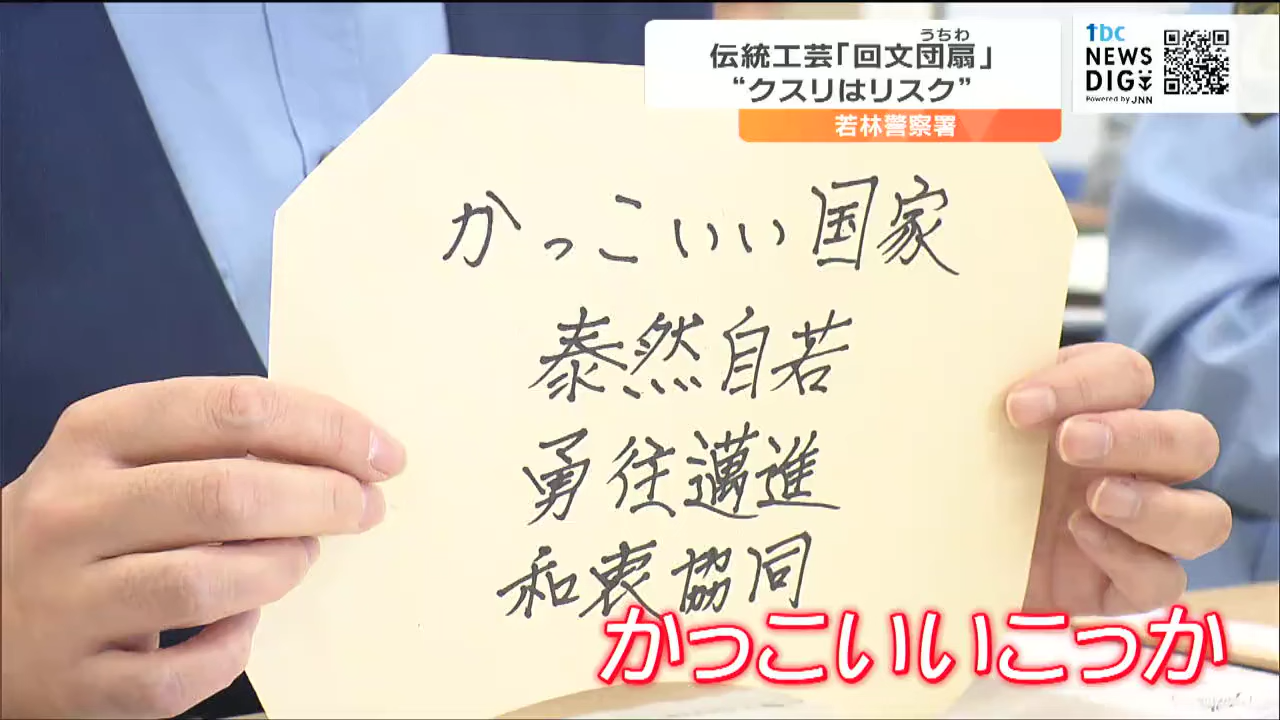 うちわ
伝統工芸「回文団扇」
“クスリはリスク”
若林警察署
tbc
NEWS
DIG
Powered by JNN
かっこいい国家
泰然自若
勇往邁進
和衷協同
かっこいいこっか